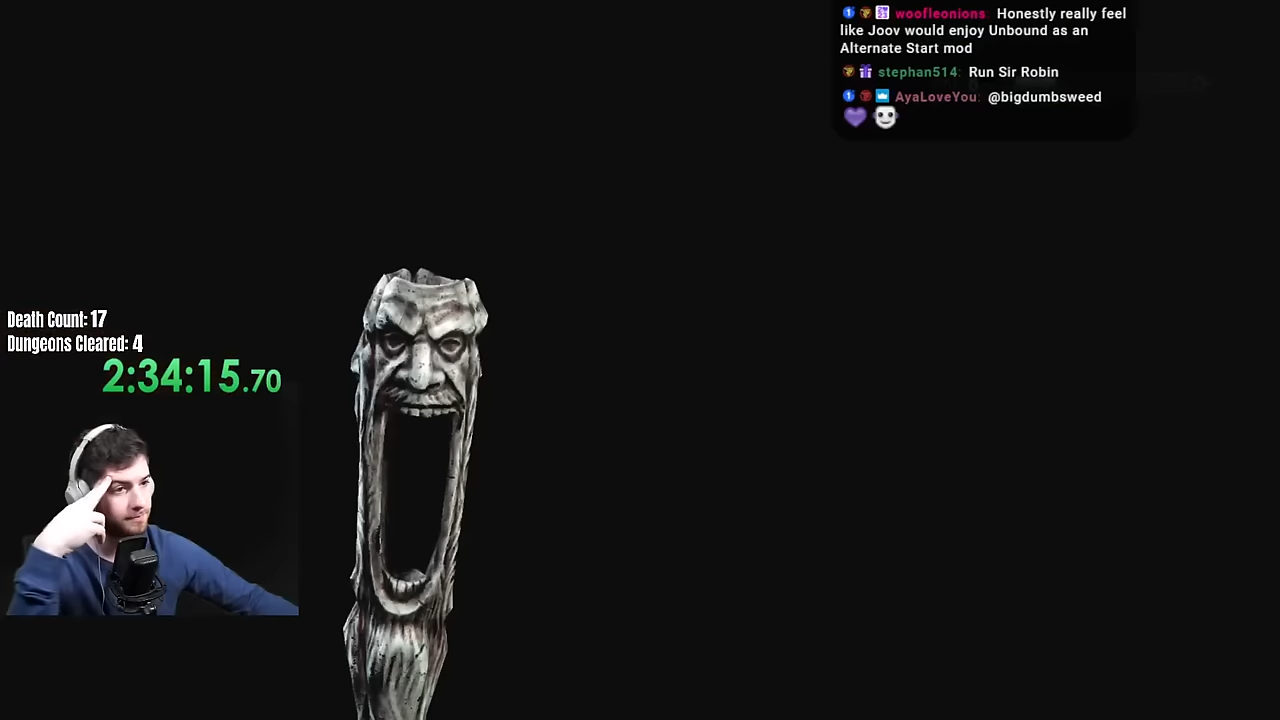 woofleonions: Honestly really feel
like Joov would enjoy Unbound as an
Alternate Start mod
stephan514: Run Sir Robin
AyaLoveYou: @bigdumbsweed
Death Count: 17
Dungeons Cleared: 4
2:34:15.70